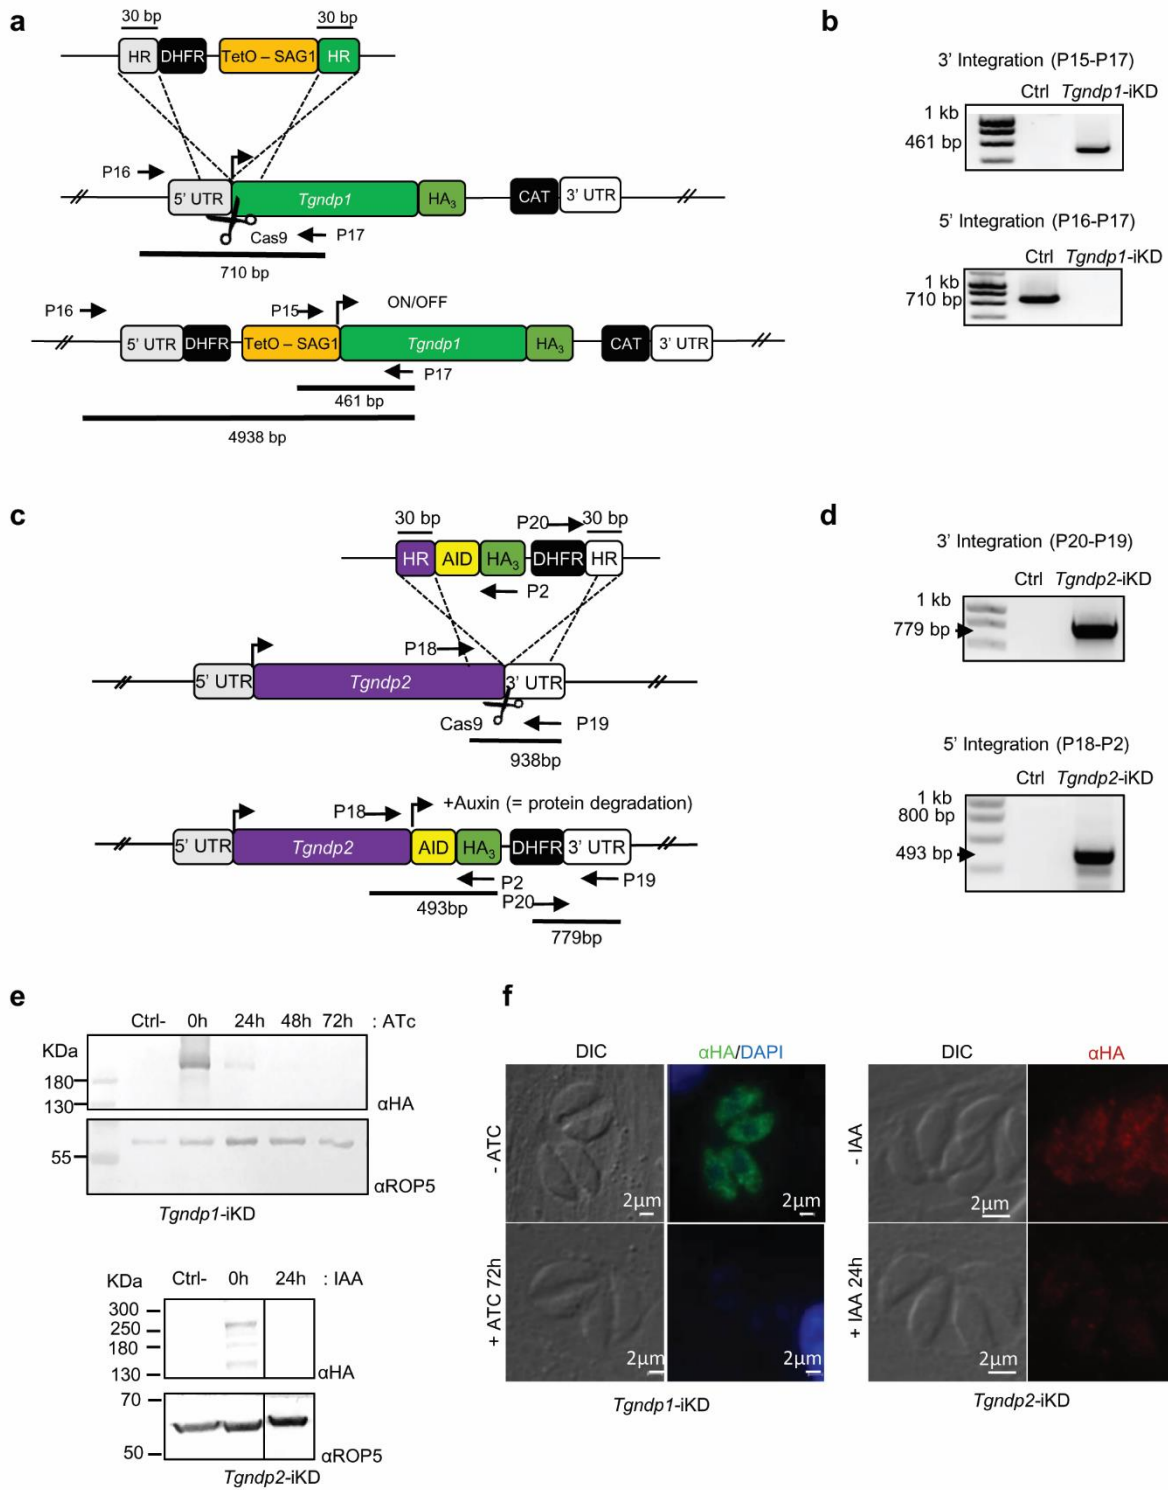 a
30 bp 30 bp
HR DHFR TetO – SAG1 HR
P16
5' UTR Tgndp1 HA3 CAT 3' UTR
Cas9 P17
710 bp
P16 P15 ON/OFF
5' UTR DHFR TetO – SAG1 Tgndp1 HA3 CAT 3' UTR
P17
461 bp
4938 bp
b
3' Integration (P15-P17)
Ctrl Tgndp1-iKD
1 kb
461 bp
5' Integration (P16-P17)
Ctrl Tgndp1-iKD
1 kb
710 bp
c
30 bp P20 30 bp
HR AID HA3 DHFR HR
P2
P18
5' UTR Tgndp2 3' UTR
Cas9 P19
938bp
P18 +Auxin (= protein degradation)
5' UTR Tgndp2 AID HA3 DHFR 3' UTR
P2 P19
493bp P20
779bp
d
3' Integration (P20-P19)
Ctrl Tgndp2-iKD
1 kb
779 bp
5' Integration (P18-P2)
Ctrl Tgndp2-iKD
1 kb
800 bp
493 bp
e
Ctrl- 0h 24h 48h 72h : ATc
KDa
180
130
αHA
55
αROP5
Tgndp1-iKD
KDa Ctrl- 0h 24h : IAA
300
250
180
130
αHA
70
50
αROP5
Tgndp2-iKD
f
DIC αHA/DAPI DIC αHA
- ATC - IAA
2µm 2µm 2µm
+ ATC 72h + IAA 24h
2µm 2µm 2µm
Tgndp1-iKD Tgndp2-iKD